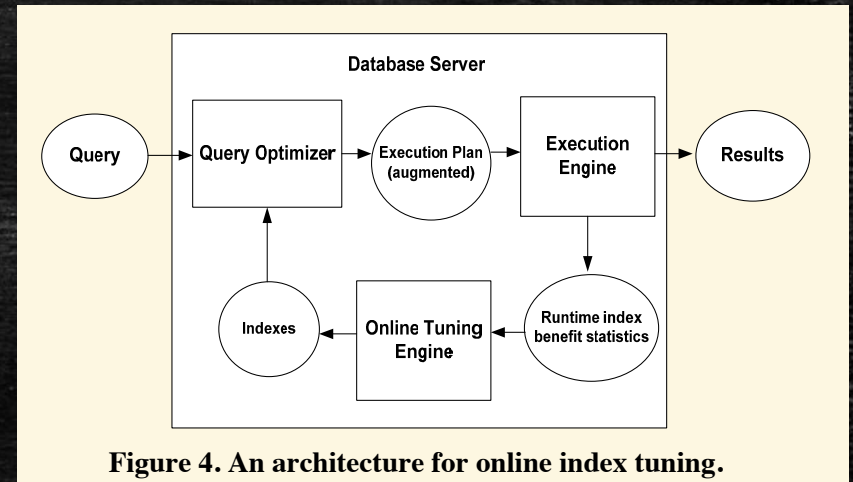 Database Server
Query
Query Optimizer
Execution Plan
(augmented)
Execution
Engine
Results
Indexes
Online Tuning
Engine
Runtime index
benefit statistics
Figure 4. An architecture for online index tuning.